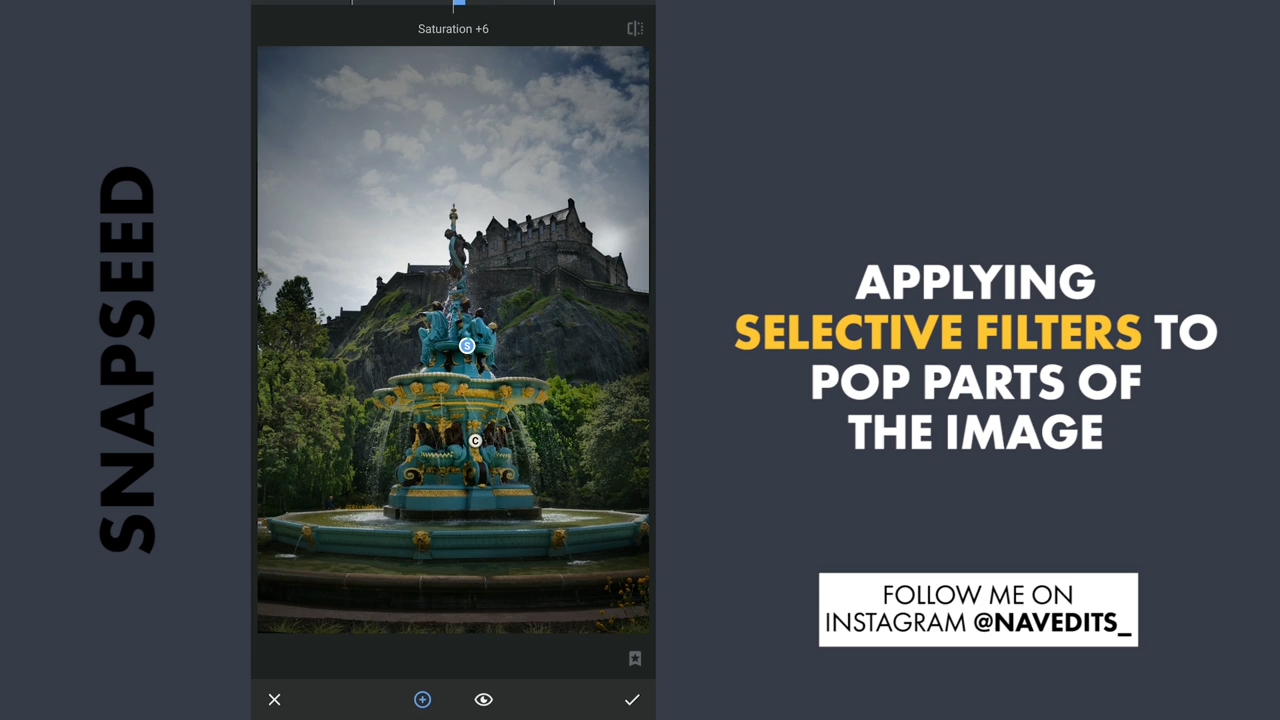 SNAPSEED
Saturation +6
S
C
APPLYING
SELECTIVE FILTERS TO
POP PARTS OF
THE IMAGE
FOLLOW ME ON
INSTAGRAM @NAVEDITS_